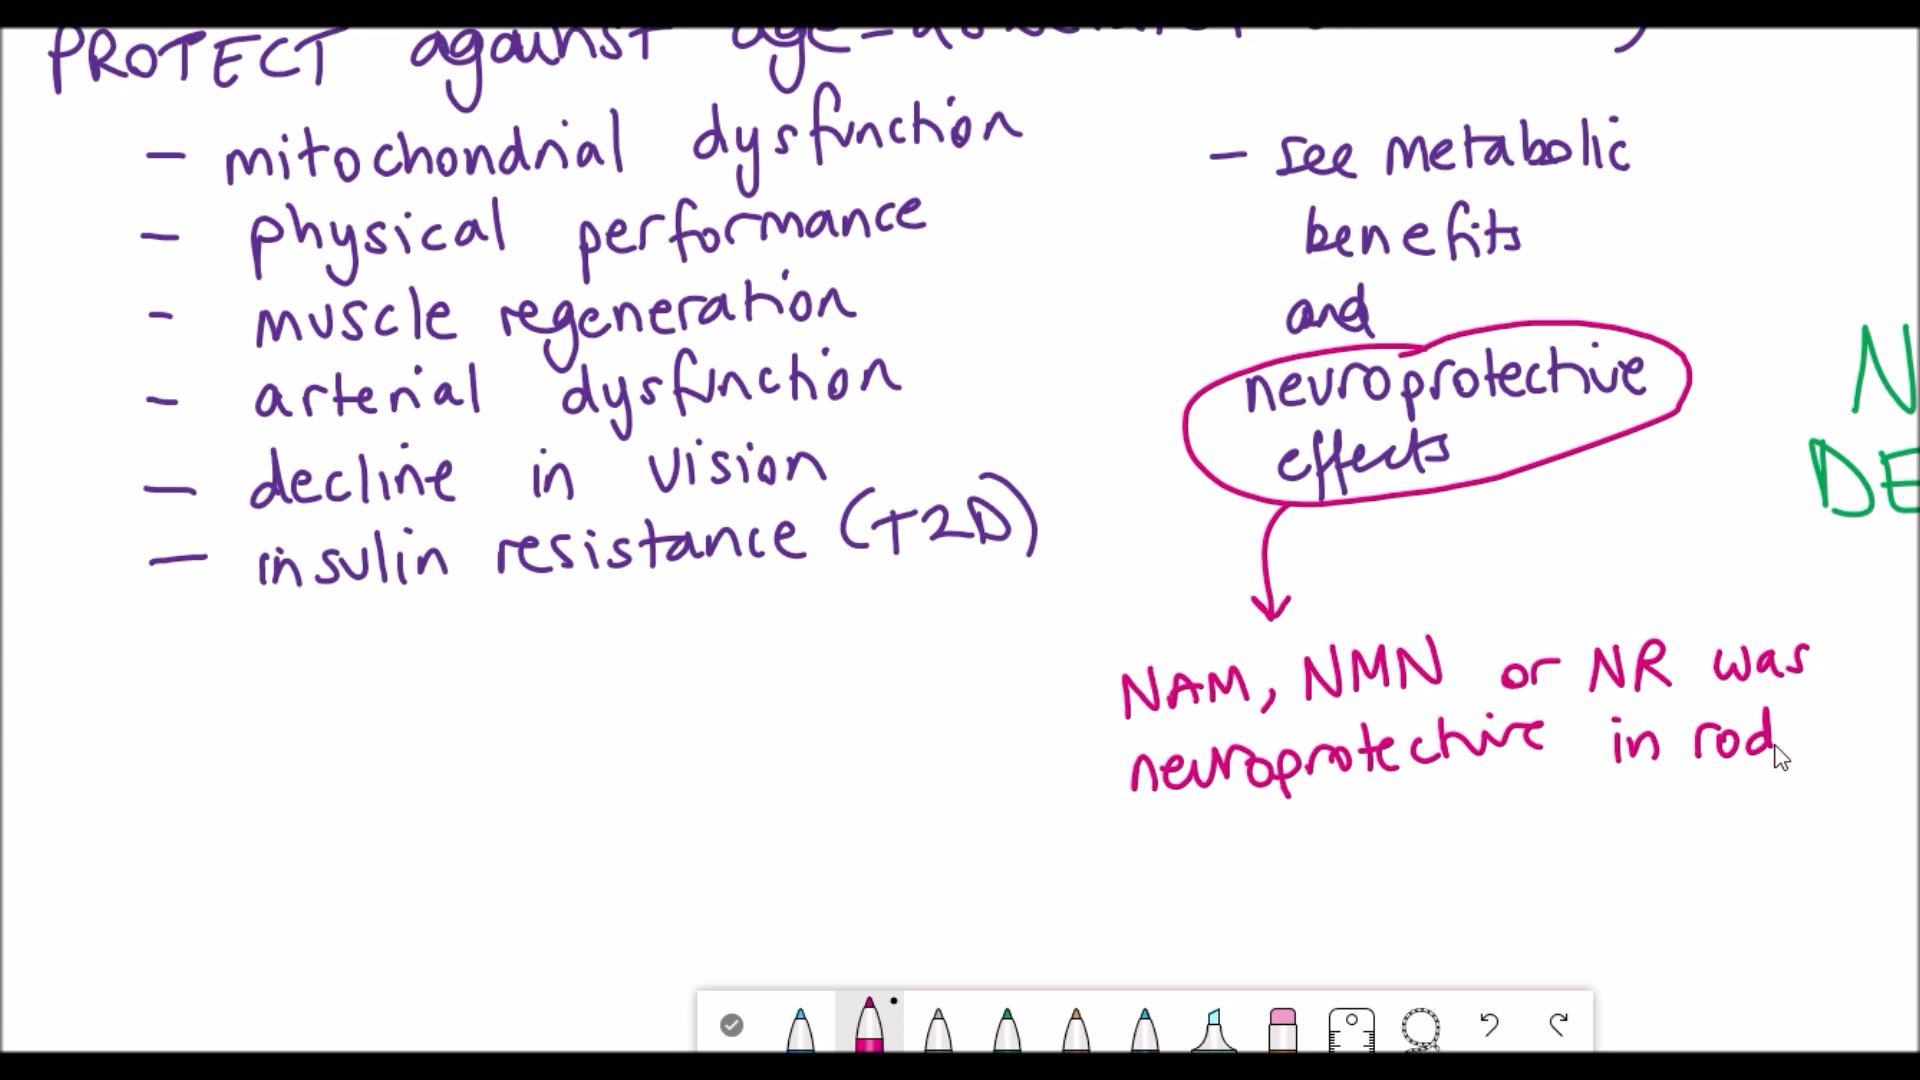 PROTECT against
- mitochondrial dysfunction
- physical performance
- muscle regeneration
- arterial dysfunction
- decline in vision
- insulin resistance (T2D)
- see metabolic
benefits
and
neuroprotective
effects
NAM, NMN or NR was
neuroprotective in rod
N
DE